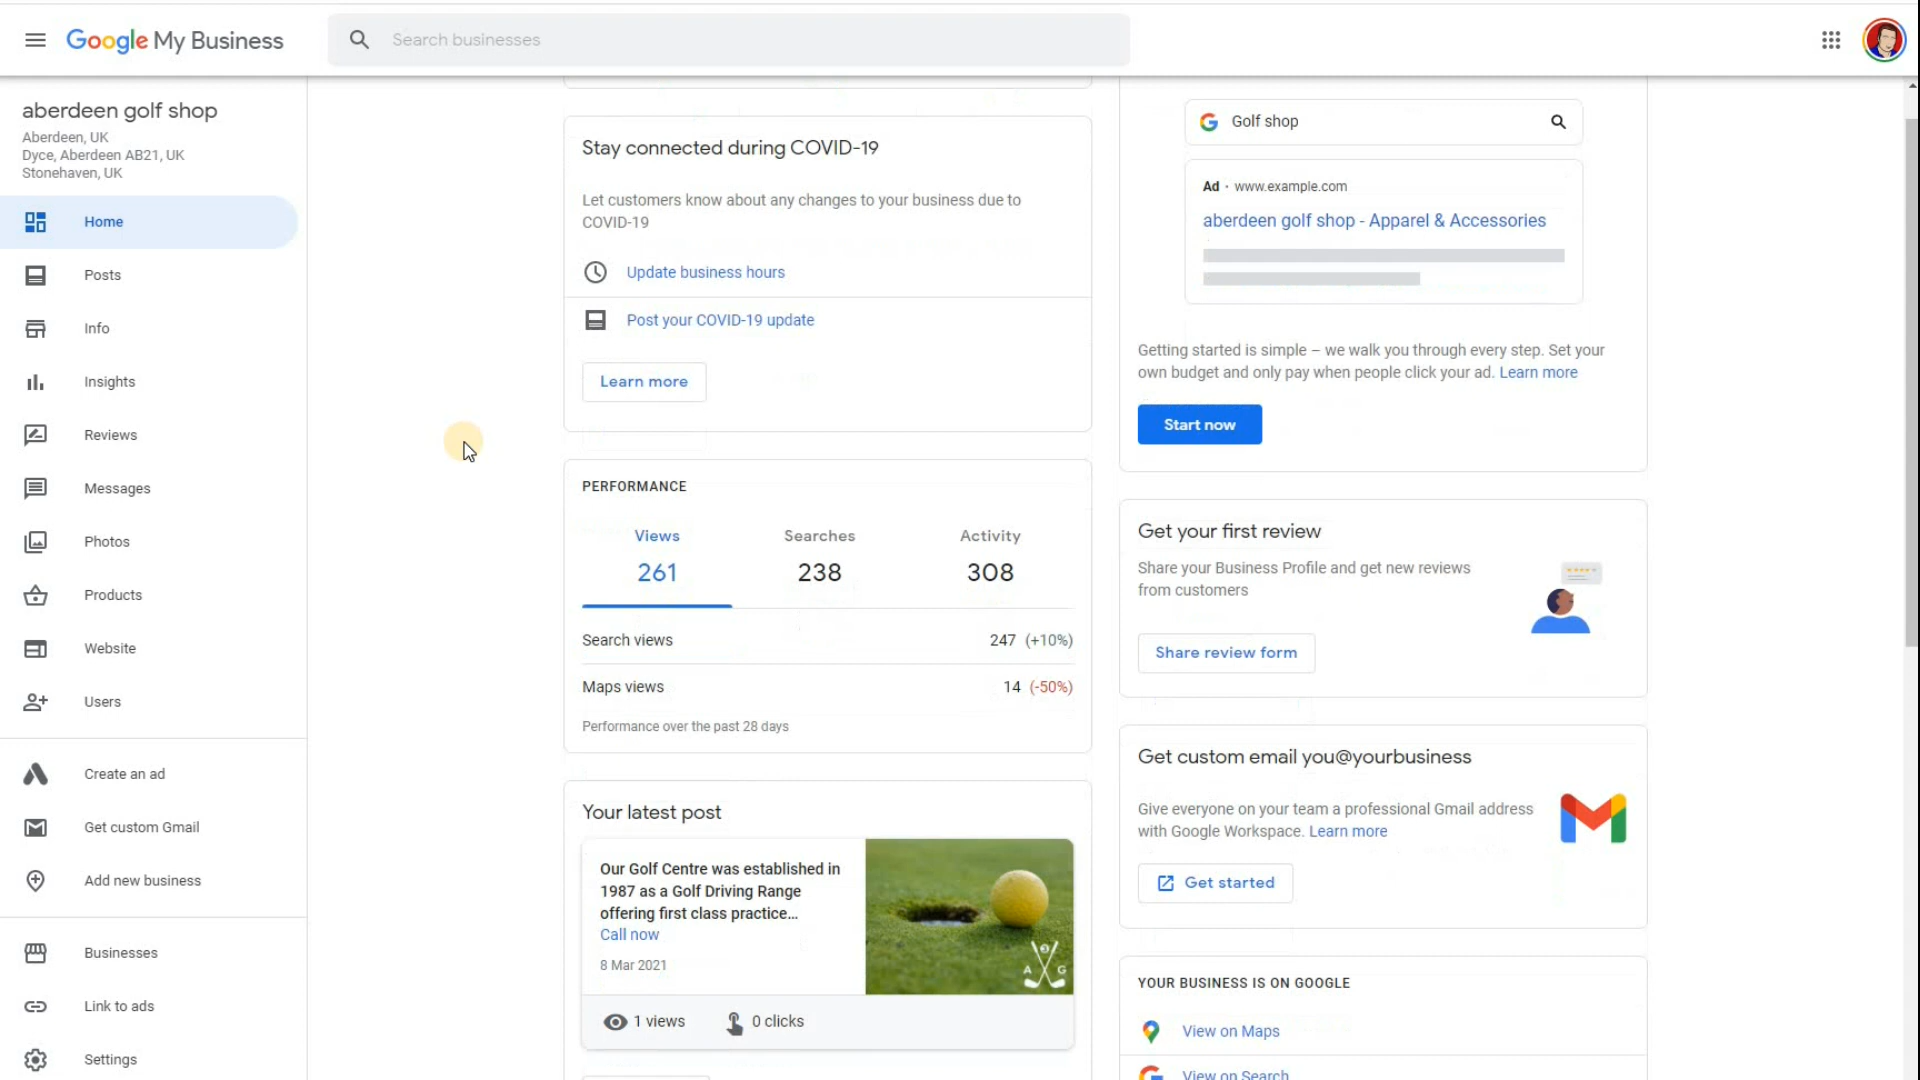 Google My Business
Search businesses
aberdeen golf shop
Aberdeen, UK
Dyce, Aberdeen AB21, UK
Stonehaven, UK
Home
Posts
Info
Insights
Reviews
Messages
Photos
Products
Website
Users
Create an ad
Get custom Gmail
Add new business
Businesses
Link to ads
Settings
Stay connected during COVID-19
Let customers know about any changes to your business due to
COVID-19
Update business hours
Post your COVID-19 update
Learn more
PERFORMANCE
Views Searches Activity
261 238 308
Search views 247 (+10%)
Maps views 14 (-50%)
Performance over the past 28 days
Your latest post
Our Golf Centre was established in
1987 as a Golf Driving Range
offering first class practice...
Call now
8 Mar 2021
A 3 G
1 views 0 clicks
Golf shop
Ad · www.example.com
aberdeen golf shop - Apparel & Accessories
Getting started is simple – we walk you through every step. Set your
own budget and only pay when people click your ad. Learn more
Start now
Get your first review
Share your Business Profile and get new reviews
from customers
Share review form
Get custom email you@yourbusiness
Give everyone on your team a professional Gmail address
with Google Workspace. Learn more
Get started
YOUR BUSINESS IS ON GOOGLE
View on Maps
View on Search